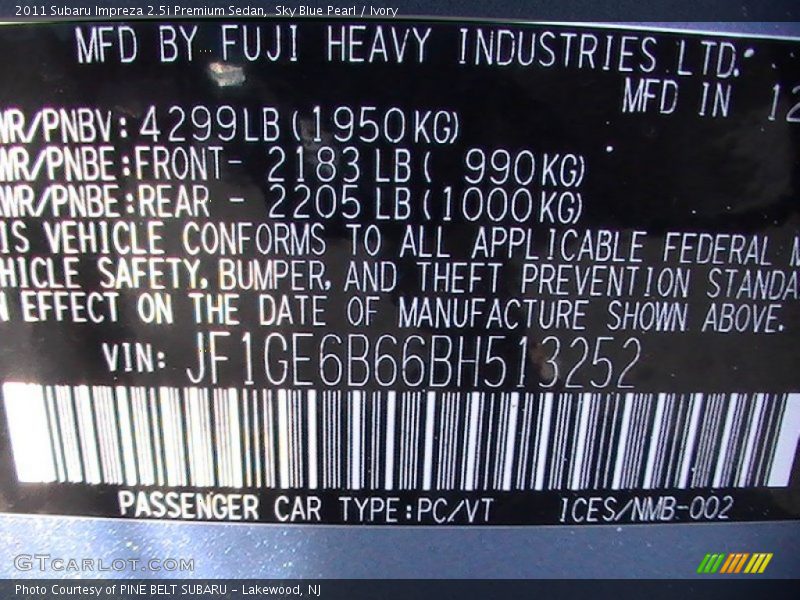 2011 Subaru Impreza 2.5i Premium Sedan, Sky Blue Pearl / Ivory
MFD BY FUJI HEAVY INDUSTRIES LTD.
MFD IN 12
WR/PNBV: 4299LB (1950KG)
WR/PNBE:FRONT- 2183 LB ( 990KG)
WR/PNBE:REAR - 2205 LB (1000KG)
IS VEHICLE CONFORMS TO ALL APPLICABLE FEDERAL M
HICLE SAFETY, BUMPER, AND THEFT PREVENTION STANDA
N EFFECT ON THE DATE OF MANUFACTURE SHOWN ABOVE.
VIN: JF1GE6B66BH513252
PASSENGER CAR TYPE:PC/VT ICES/NMB-002
GTCARLOT.COM
Photo Courtesy of PINE BELT SUBARU - Lakewood, NJ